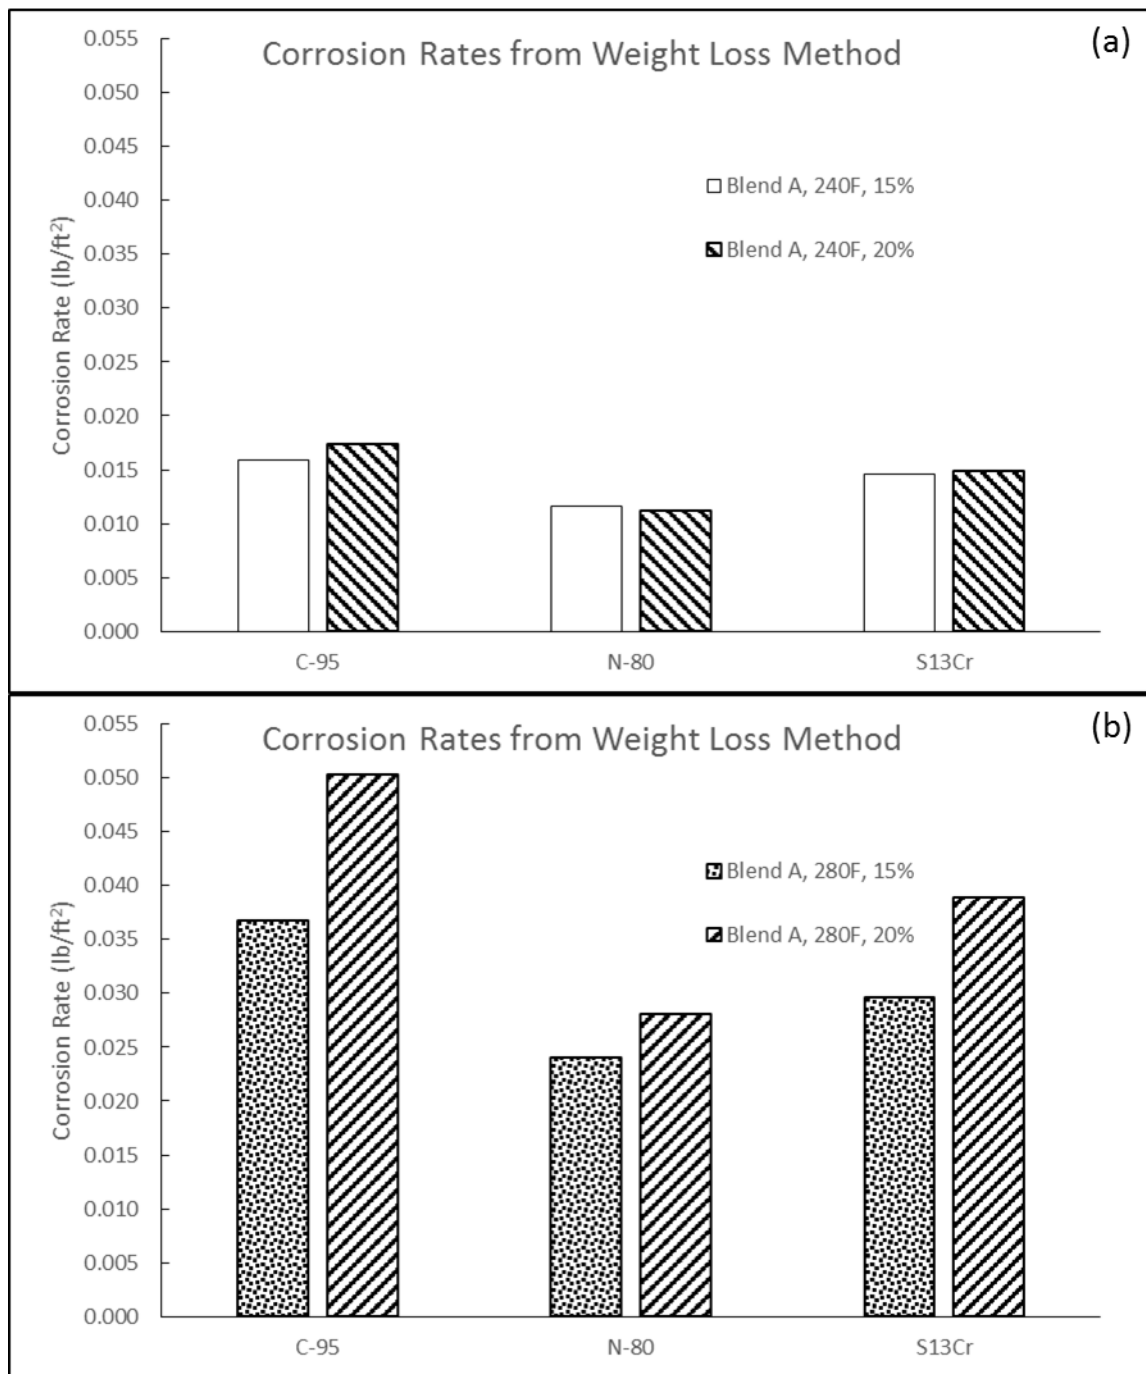 (a)
Corrosion Rates from Weight Loss Method
Corrosion Rate (lb/ft²)
0.055
0.050
0.045
0.040
0.035
0.030
0.025
0.020
0.015
0.010
0.005
0.000
Blend A, 240F, 15%
Blend A, 240F, 20%
C-95
N-80
S13Cr
(b)
Corrosion Rates from Weight Loss Method
Corrosion Rate (lb/ft²)
0.055
0.050
0.045
0.040
0.035
0.030
0.025
0.020
0.015
0.010
0.005
0.000
Blend A, 280F, 15%
Blend A, 280F, 20%
C-95
N-80
S13Cr